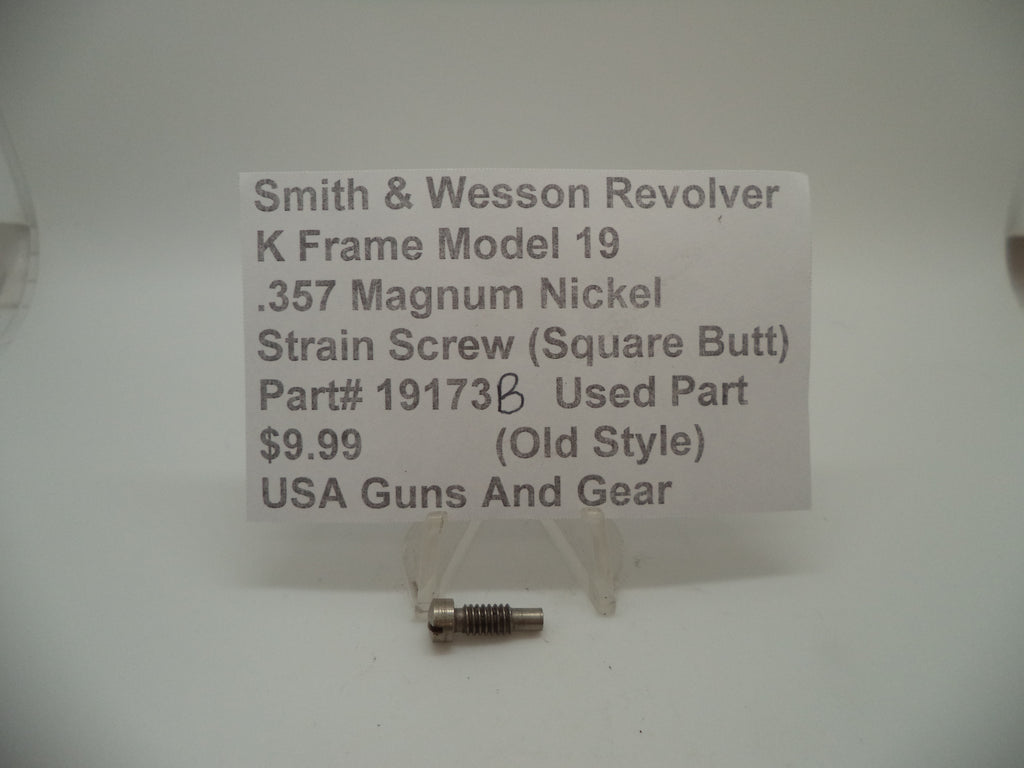 Smith & Wesson Revolver
K Frame Model 19
.357 Magnum Nickel
Strain Screw (Square Butt)
Part# 19173B Used Part
$9.99 (Old Style)
USA Guns And Gear